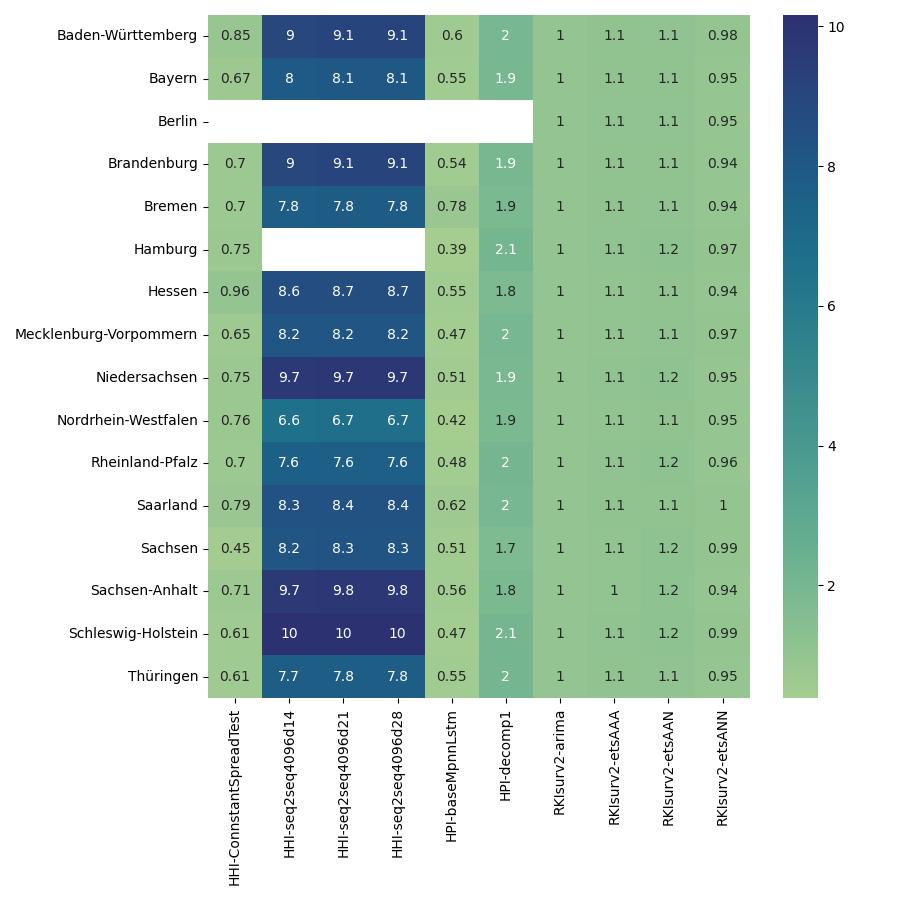 Baden-Württemberg 0.85 9 9.1 9.1 0.6 2 1 1.1 1.1 0.98
Bayern 0.67 8 8.1 8.1 0.55 1.9 1 1.1 1.1 0.95
Berlin 1 1.1 1.1 0.95
Brandenburg 0.7 9 9.1 9.1 0.54 1.9 1 1.1 1.1 0.94
Bremen 0.7 7.8 7.8 7.8 0.78 1.9 1 1.1 1.1 0.94
Hamburg 0.75 0.39 2.1 1 1.1 1.2 0.97
Hessen 0.96 8.6 8.7 8.7 0.55 1.8 1 1.1 1.1 0.94
Mecklenburg-Vorpommern 0.65 8.2 8.2 8.2 0.47 2 1 1.1 1.1 0.97
Niedersachsen 0.75 9.7 9.7 9.7 0.51 1.9 1 1.1 1.2 0.95
Nordrhein-Westfalen 0.76 6.6 6.7 6.7 0.42 1.9 1 1.1 1.1 0.95
Rheinland-Pfalz 0.7 7.6 7.6 7.6 0.48 2 1 1.1 1.2 0.96
Saarland 0.79 8.3 8.4 8.4 0.62 2 1 1.1 1.1 1
Sachsen 0.45 8.2 8.3 8.3 0.51 1.7 1 1.1 1.2 0.99
Sachsen-Anhalt 0.71 9.7 9.8 9.8 0.56 1.8 1 1 1.2 0.94
Schleswig-Holstein 0.61 10 10 10 0.47 2.1 1 1.1 1.2 0.99
Thüringen 0.61 7.7 7.8 7.8 0.55 2 1 1.1 1.1 0.95
HHI-ConnstantSpreadTest
HHI-seq2seq4096d14
HHI-seq2seq4096d21
HHI-seq2seq4096d28
HPI-baseMpnnLstm
HPI-decomp1
RKIsurv2-arima
RKIsurv2-etsAAA
RKIsurv2-etsAAN
RKIsurv2-etsANN
10
8
6
4
2